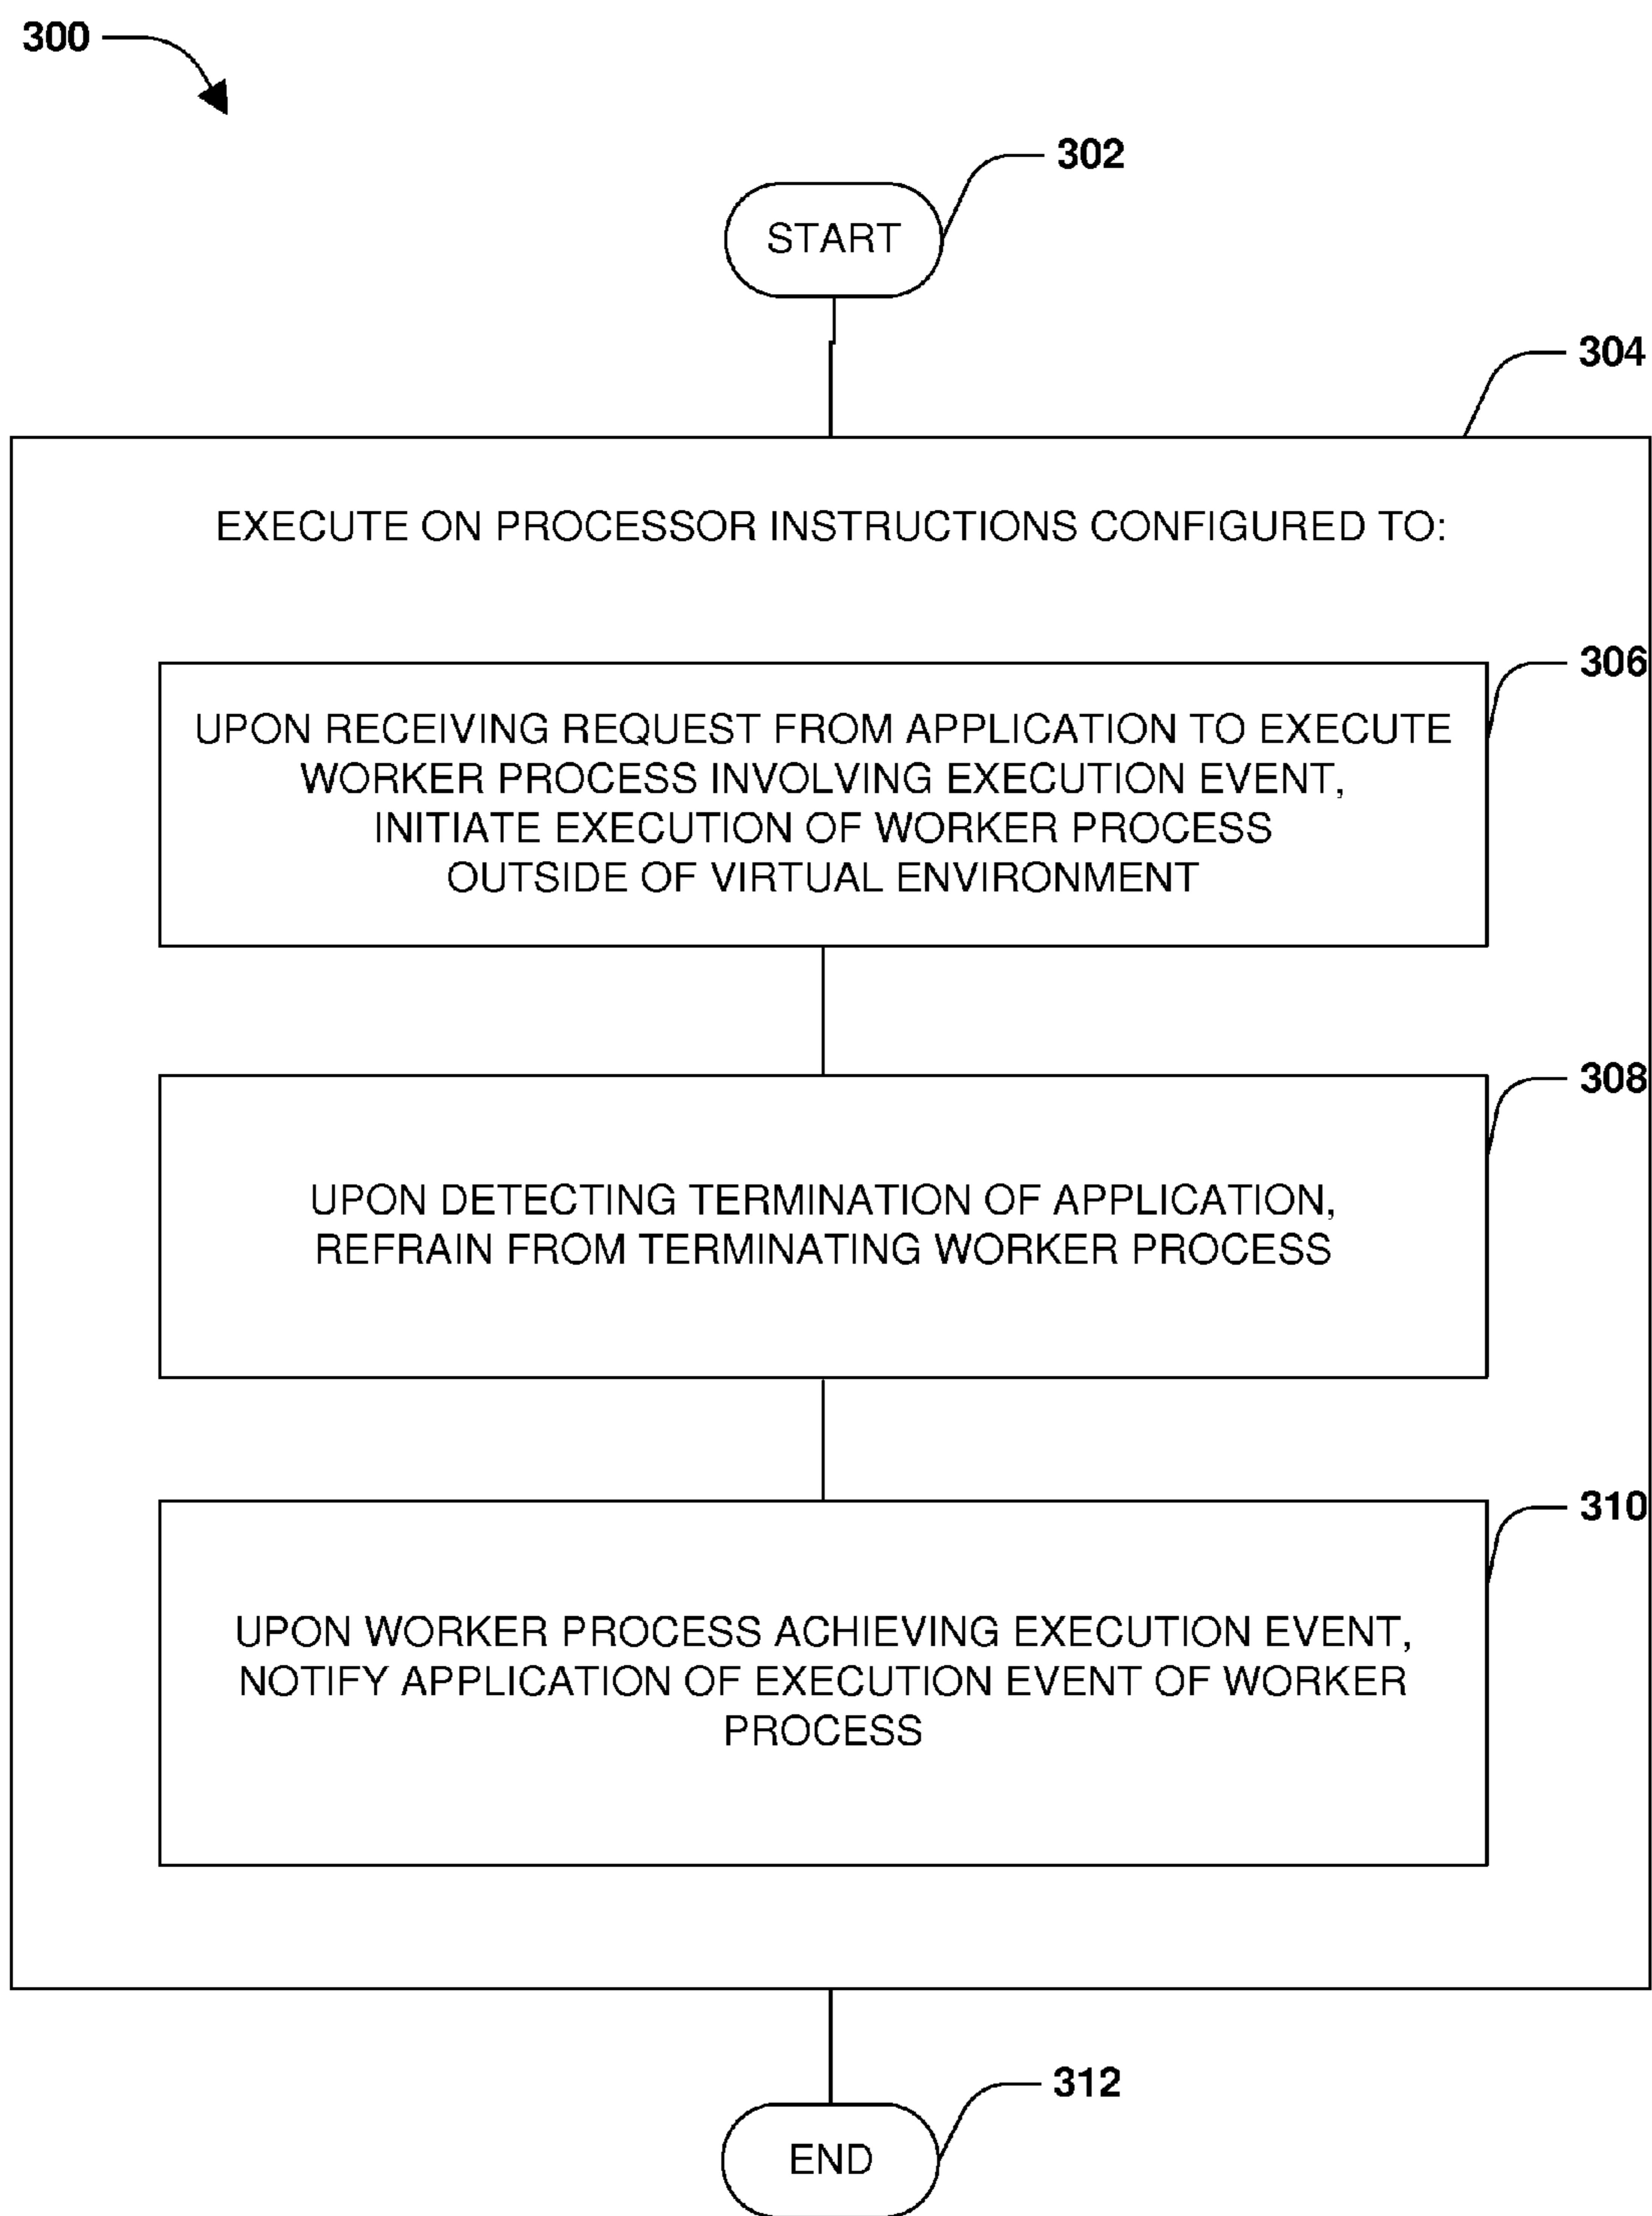 300
302
START
304
EXECUTE ON PROCESSOR INSTRUCTIONS CONFIGURED TO:
306
UPON RECEIVING REQUEST FROM APPLICATION TO EXECUTE
WORKER PROCESS INVOLVING EXECUTION EVENT,
INITIATE EXECUTION OF WORKER PROCESS
OUTSIDE OF VIRTUAL ENVIRONMENT
308
UPON DETECTING TERMINATION OF APPLICATION,
REFRAIN FROM TERMINATING WORKER PROCESS
310
UPON WORKER PROCESS ACHIEVING EXECUTION EVENT,
NOTIFY APPLICATION OF EXECUTION EVENT OF WORKER
PROCESS
312
END